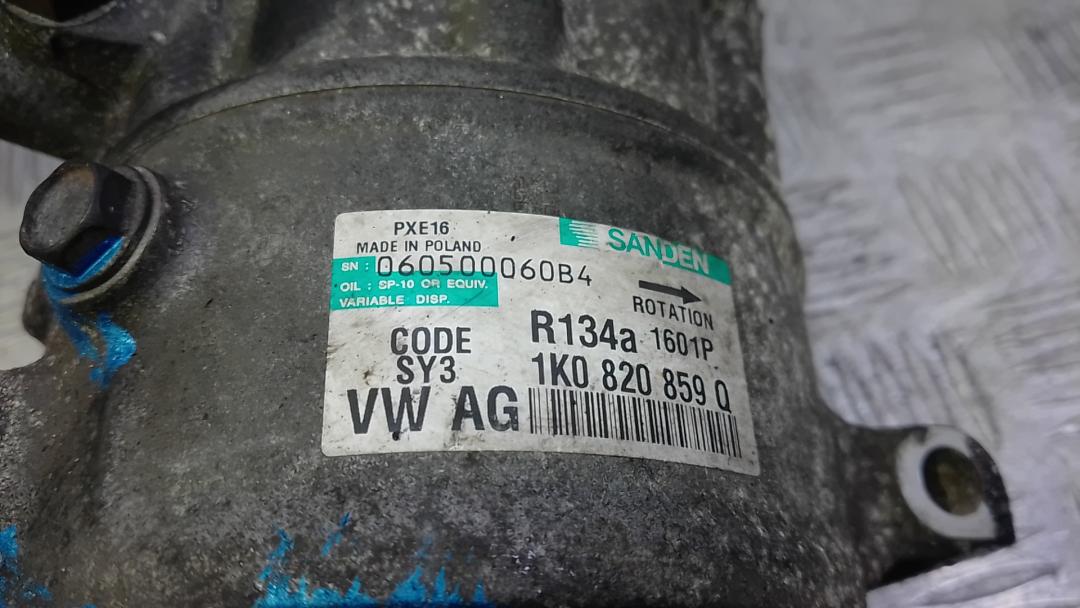 PXE16
MADE IN POLAND
SANDEN
SN : 060500060B4
OIL : SP-10 OR EQUIV.
VARIABLE DISP.
ROTATION
CODE
SY3
R134a 1601P
1K0 820 859 Q
VW AG